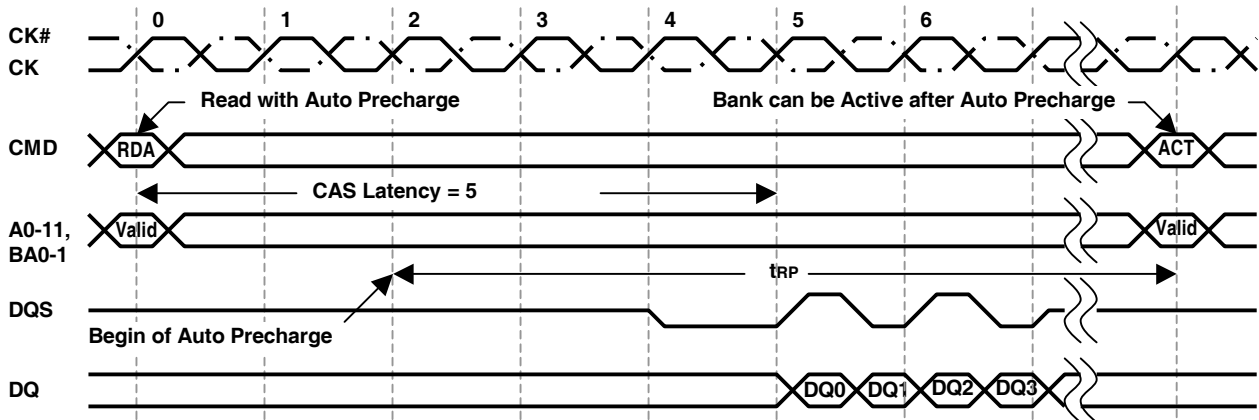 0 1 2 3 4 5 6
CK#
CK
Read with Auto Precharge
Bank can be Active after Auto Precharge
CMD
RDA
ACT
CAS Latency = 5
A0-11,
BA0-1
Valid
Valid
tRP
DQS
Begin of Auto Precharge
DQ
DQ0 DQ1 DQ2 DQ3